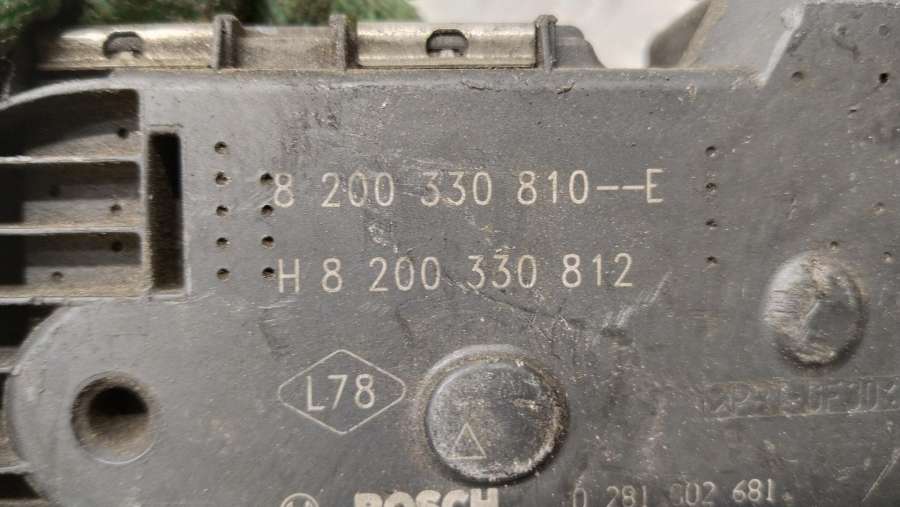 8 200 330 810--E
H 8 200 330 812
L78
BOSCH 0 281 002 681